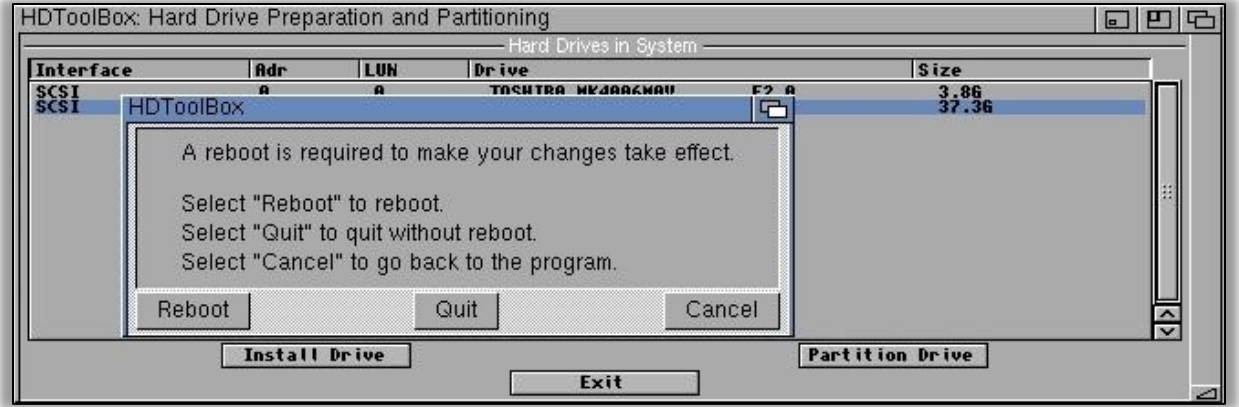 HDToolBox: Hard Drive Preparation and Partitioning
Hard Drives in System
Interface Adr LUN Drive Size
SCSI 0 0 TOSHIBA 3.8G
SCSI 37.3G
HDToolBox
A reboot is required to make your changes take effect.
Select "Reboot" to reboot.
Select "Quit" to quit without reboot.
Select "Cancel" to go back to the program.
Reboot Quit Cancel
Install Drive Partition Drive
Exit